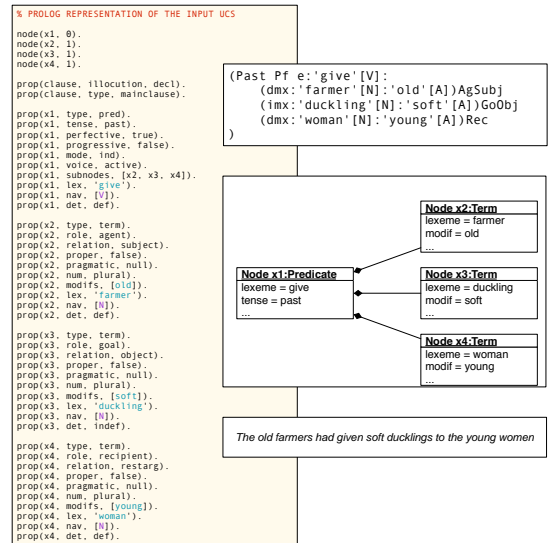 % PROLOG REPRESENTATION OF THE INPUT UCS
node(x1, 0).
node(x2, 1).
node(x3, 1).
node(x4, 1).
prop(clause, illocution, decl).
prop(clause, type, mainclause).
prop(x1, type, pred).
prop(x1, tense, past).
prop(x1, perfective, true).
prop(x1, progressive, false).
prop(x1, mode, ind).
prop(x1, voice, active).
prop(x1, subnodes, [x2, x3, x4]).
prop(x1, lex, 'give').
prop(x1, nav, [V]).
prop(x1, det, def).
prop(x2, type, term).
prop(x2, role, agent).
prop(x2, relation, subject).
prop(x2, proper, false).
prop(x2, pragmatic, null).
prop(x2, num, plural).
prop(x2, modifs, [old]).
prop(x2, lex, 'farmer').
prop(x2, nav, [N]).
prop(x2, det, def).
prop(x3, type, term).
prop(x3, role, goal).
prop(x3, relation, object).
prop(x3, proper, false).
prop(x3, pragmatic, null).
prop(x3, num, plural).
prop(x3, modifs, [soft]).
prop(x3, lex, 'duckling').
prop(x3, nav, [N]).
prop(x3, det, indef).
prop(x4, type, term).
prop(x4, role, recipient).
prop(x4, relation, restarg).
prop(x4, proper, false).
prop(x4, pragmatic, null).
prop(x4, num, plural).
prop(x4, modifs, [young]).
prop(x4, lex, 'woman').
prop(x4, nav, [N]).
prop(x4, det, def).
(Past Pf e:'give'[V]:
(dmx:'farmer'[N]:'old'[A])AgSubj
(imx:'duckling'[N]:'soft'[A])GoObj
(dmx:'woman'[N]:'young'[A])Rec
)
Node x2:Term
lexeme = farmer
modif = old
...
Node x1:Predicate
lexeme = give
tense = past
...
Node x3:Term
lexeme = duckling
modif = soft
...
Node x4:Term
lexeme = woman
modif = young
...
The old farmers had given soft ducklings to the young women